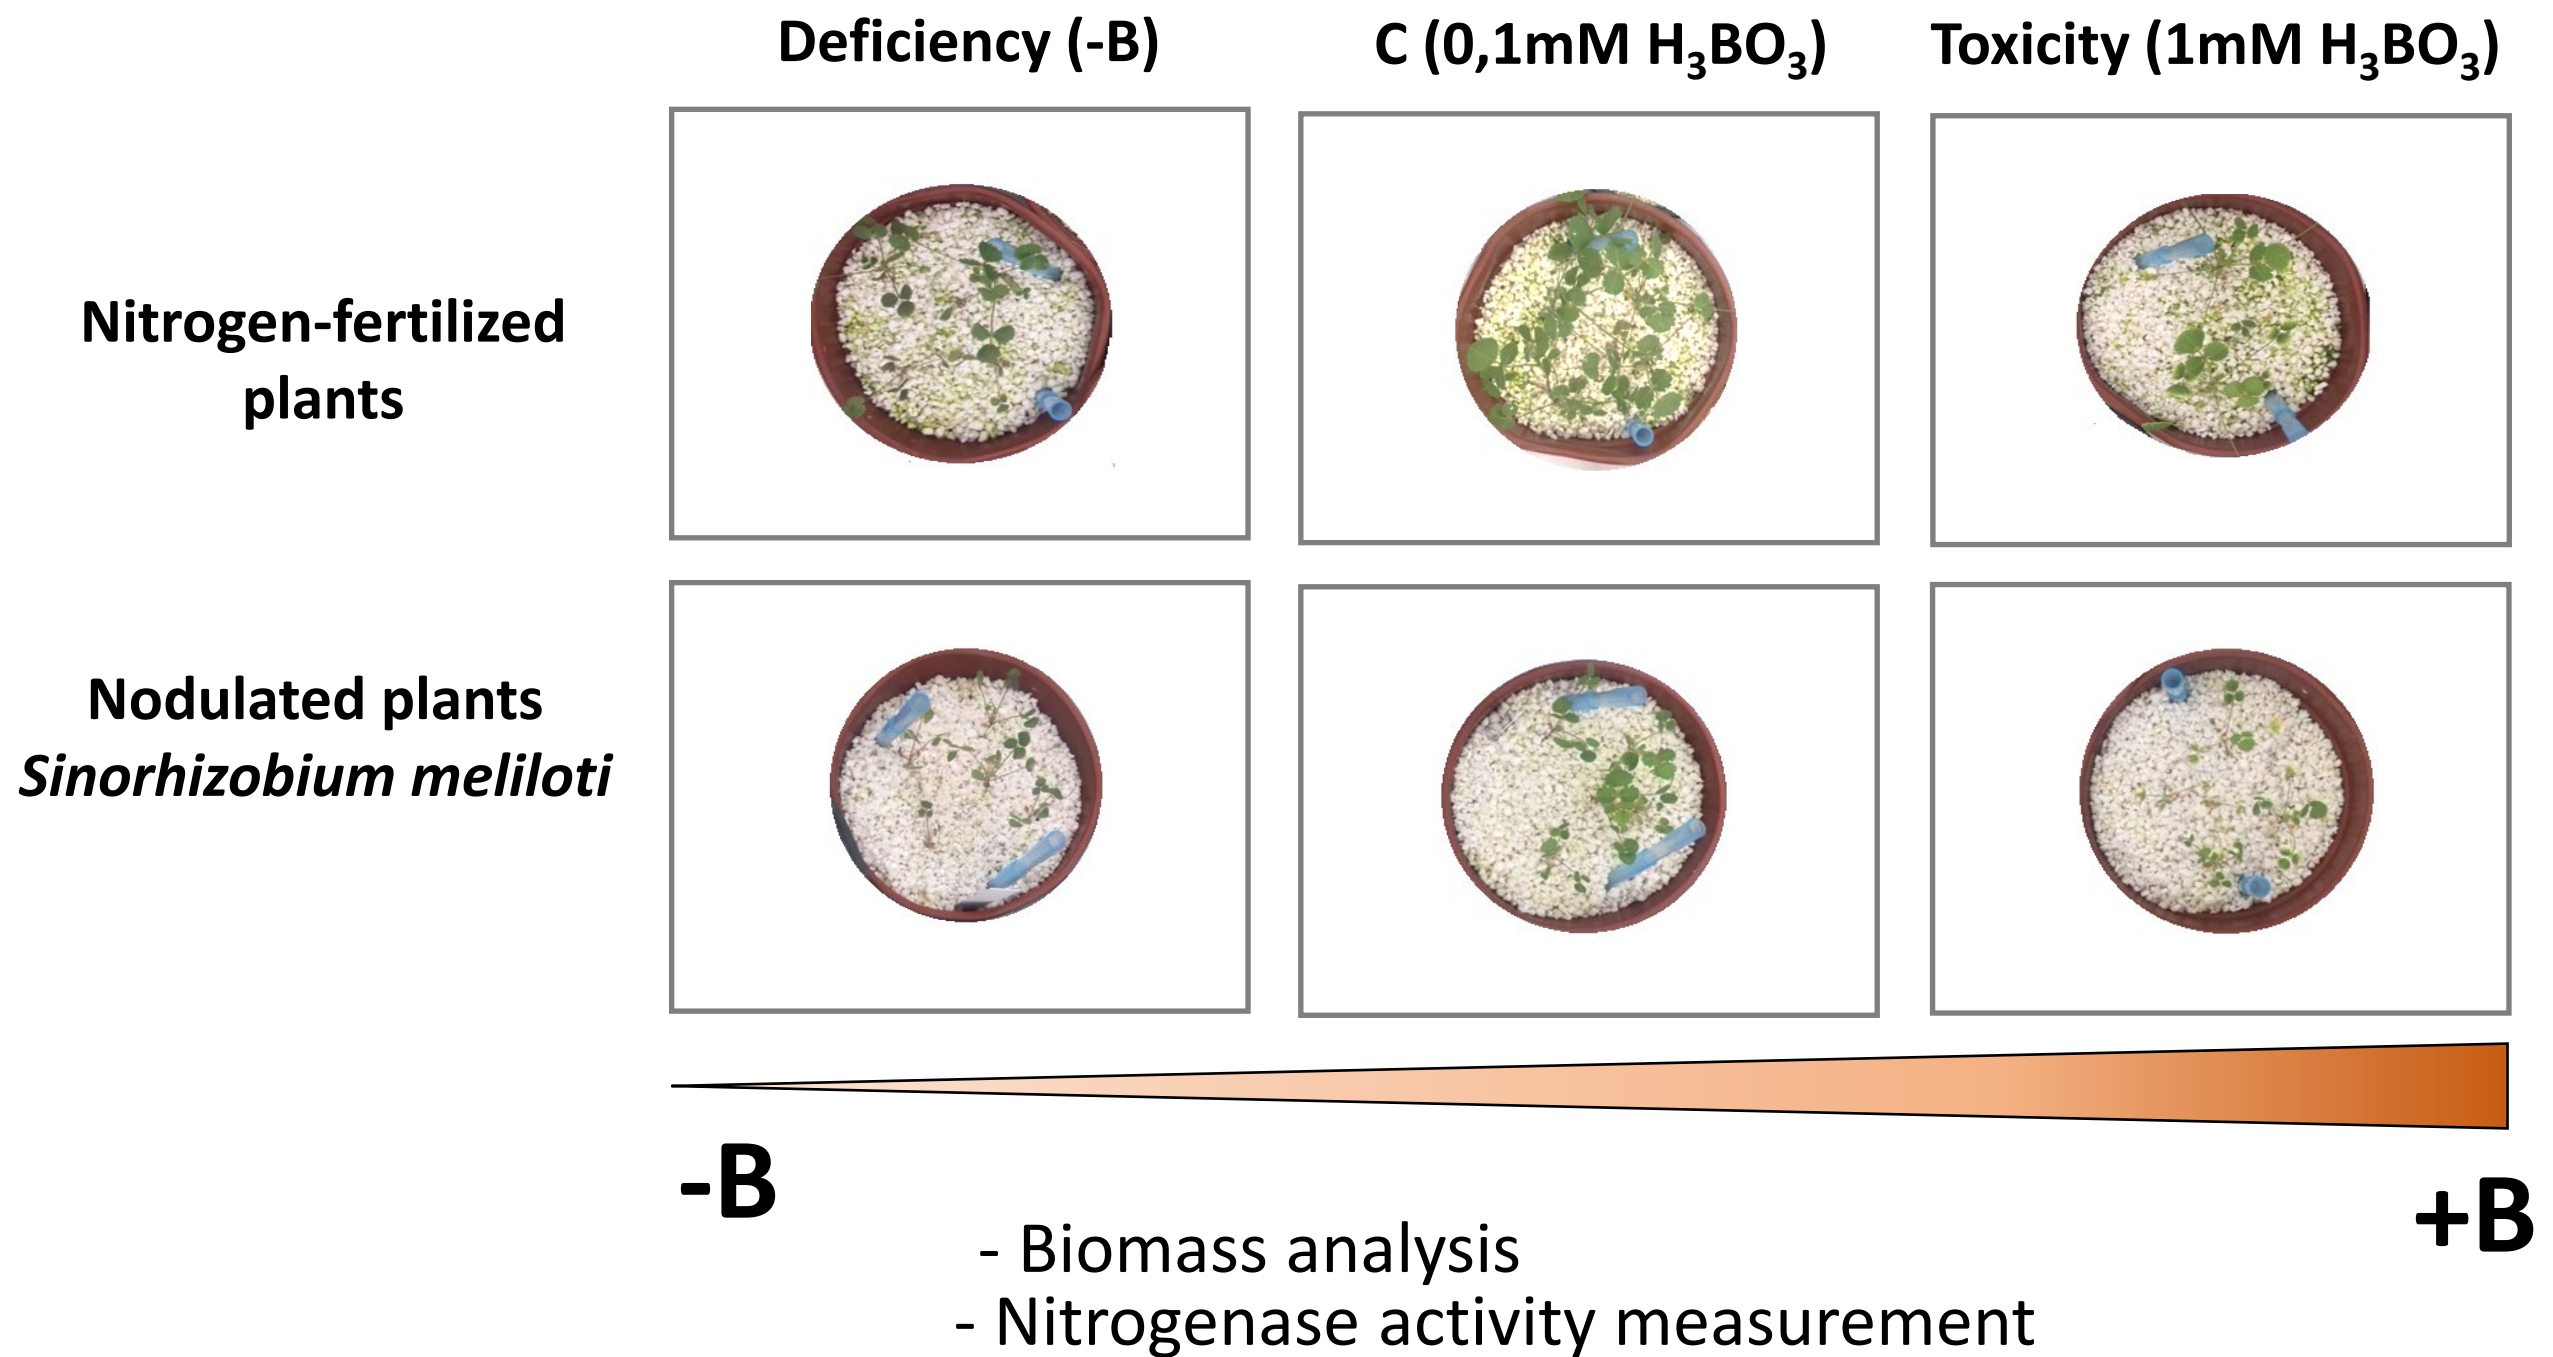 Deficiency (-B)
C (0,1mM H₃BO₃)
Toxicity (1mM H₃BO₃)
Nitrogen-fertilized
plants
Nodulated plants
Sinorhizobium meliloti
-B
+B
- Biomass analysis
- Nitrogenase activity measurement